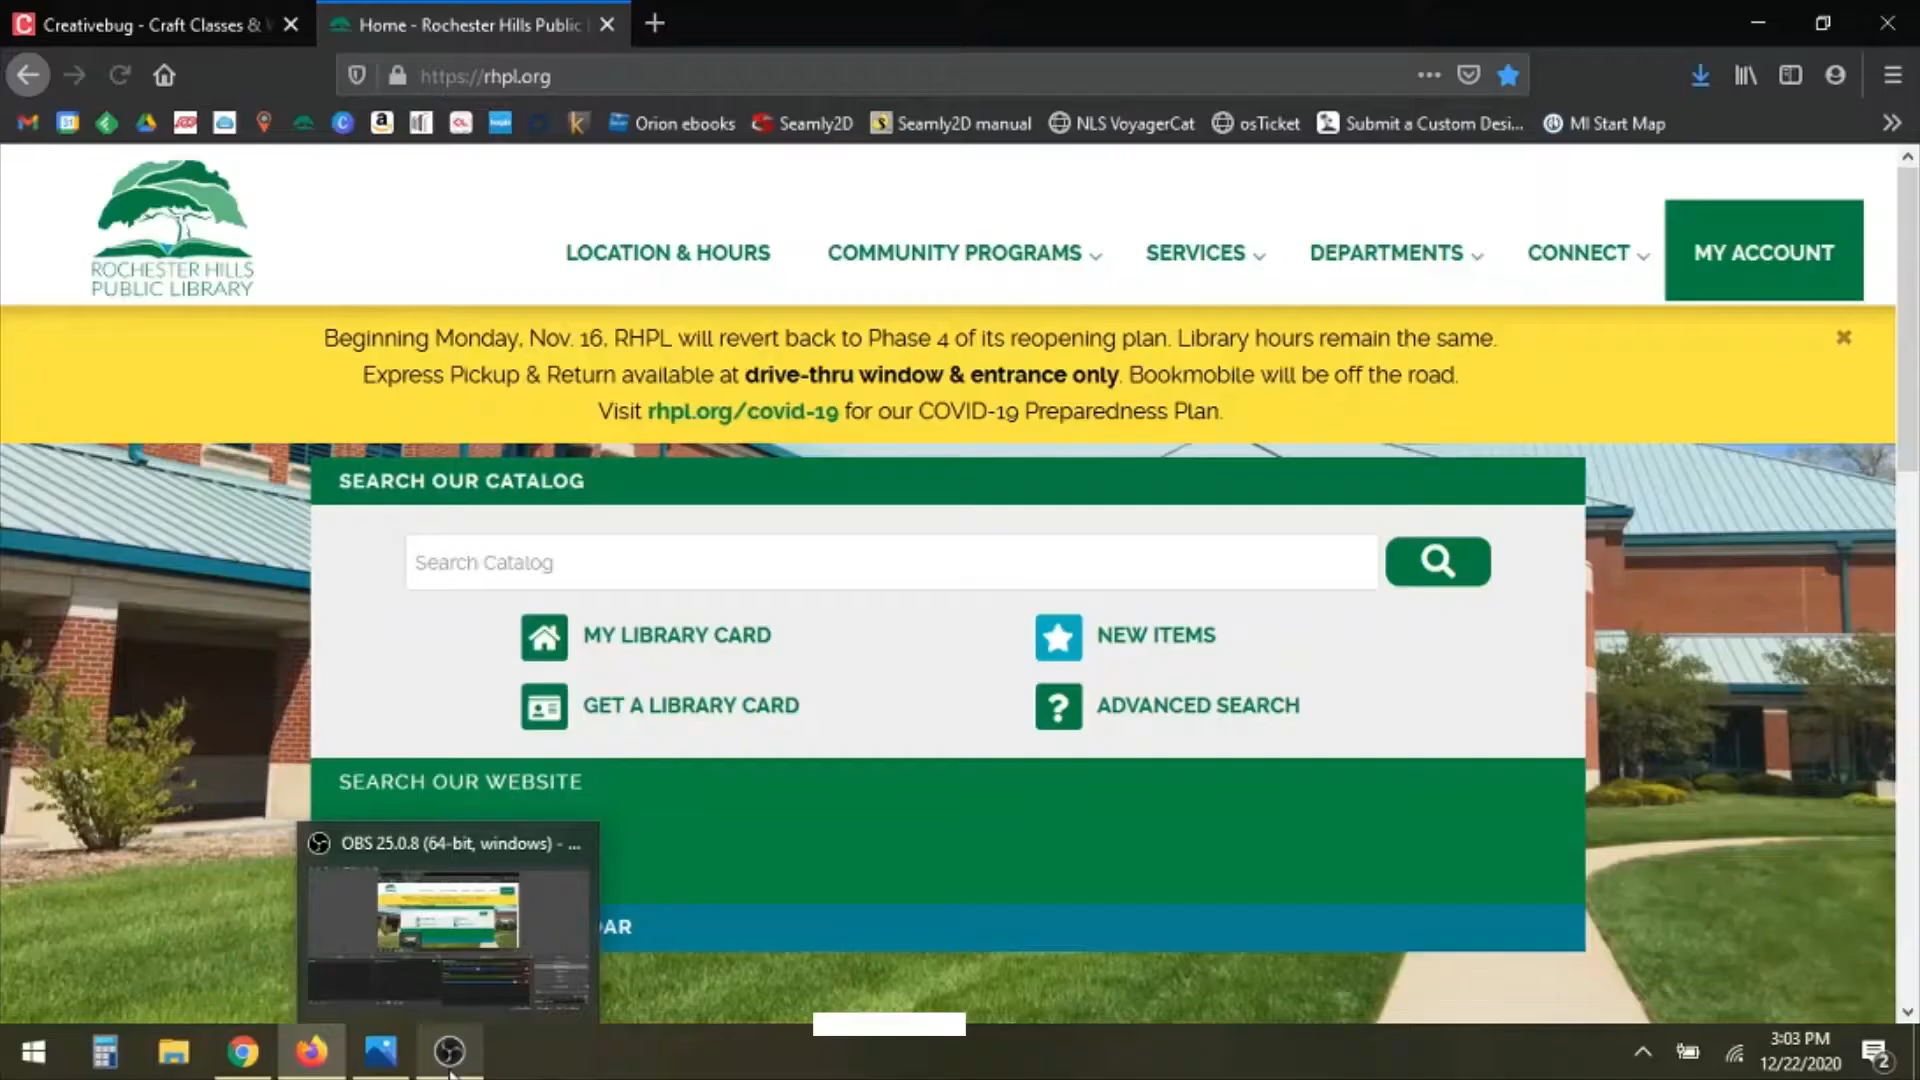 Creativebug - Craft Classes &
Home - Rochester Hills Public
https://rhpl.org
Orion ebooks
Seamly2D
Seamly2D manual
NLS VoyagerCat
osTicket
Submit a Custom Desi...
MI Start Map
ROCHESTER HILLS
PUBLIC LIBRARY
LOCATION & HOURS
COMMUNITY PROGRAMS
SERVICES
DEPARTMENTS
CONNECT
MY ACCOUNT
Beginning Monday, Nov. 16, RHPL will revert back to Phase 4 of its reopening plan. Library hours remain the same.
Express Pickup & Return available at drive-thru window & entrance only. Bookmobile will be off the road.
Visit rhpl.org/covid-19 for our COVID-19 Preparedness Plan.
SEARCH OUR CATALOG
Search Catalog
MY LIBRARY CARD
NEW ITEMS
GET A LIBRARY CARD
ADVANCED SEARCH
SEARCH OUR WEBSITE
OBS 25.0.8 (64-bit, windows) - ...
DAR
3:03 PM
12/22/2020
2